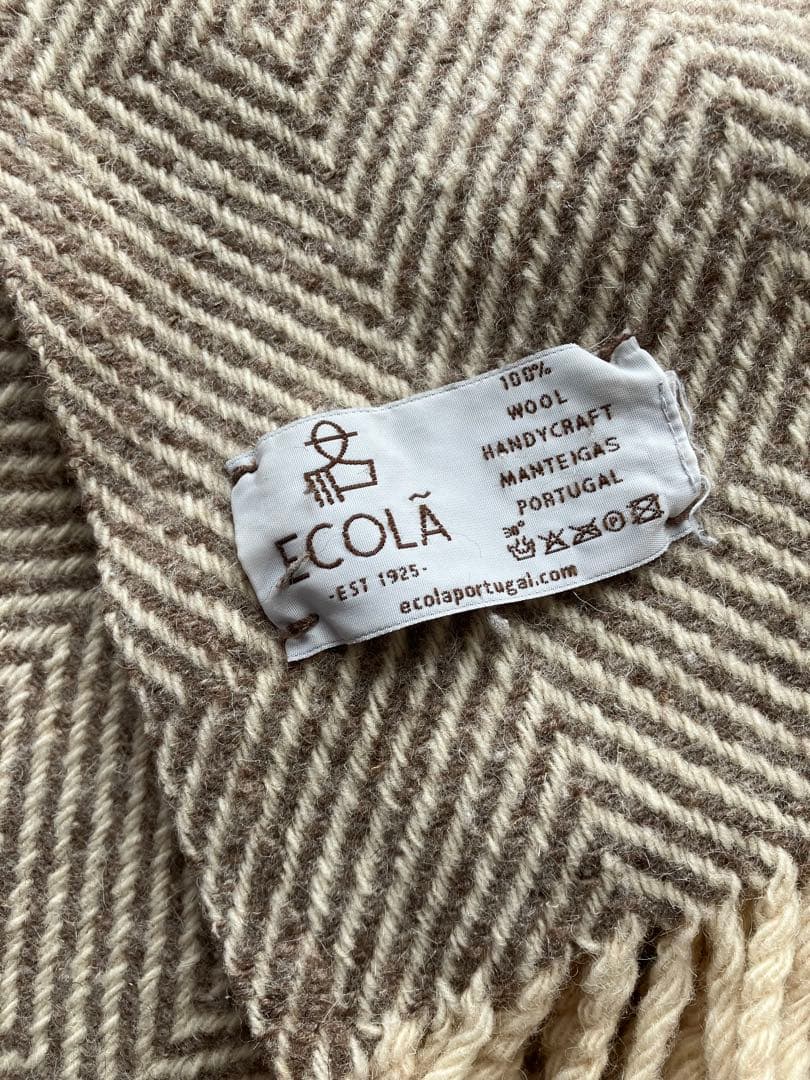 ECOLÃ
-EST 1925-
100%
WOOL
HANDYCRAFT
MANTEIGAS
PORTUGAL
30°
P
ecolaportugal.com